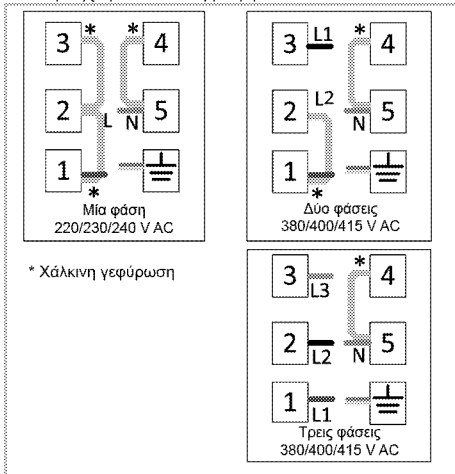 3 * * 4
2 L N 5
1 *
Μία φάση
220/230/240 V AC
3 L1 * 4
2 L2 N 5
1 *
Δύο φάσεις
380/400/415 V AC
* Χάλκινη γεφύρωση
3 L3 * 4
2 L2 N 5
1 L1
Τρεις φάσεις
380/400/415 V AC